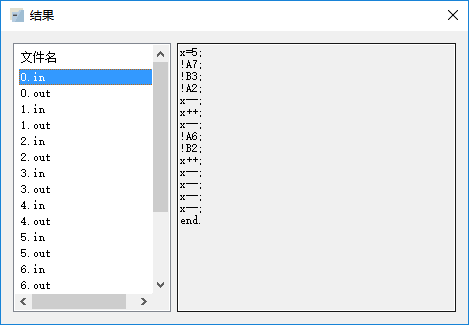 结果
文件名
0.in
0.out
1.in
1.out
2.in
2.out
3.in
3.out
4.in
4.out
5.in
5.out
6.in
6.out
x=5;
!A7;
!B3;
!A2;
x--;
x++;
x--;
!A6;
!B2;
x++;
x--;
x--;
x--;
x--;
end.